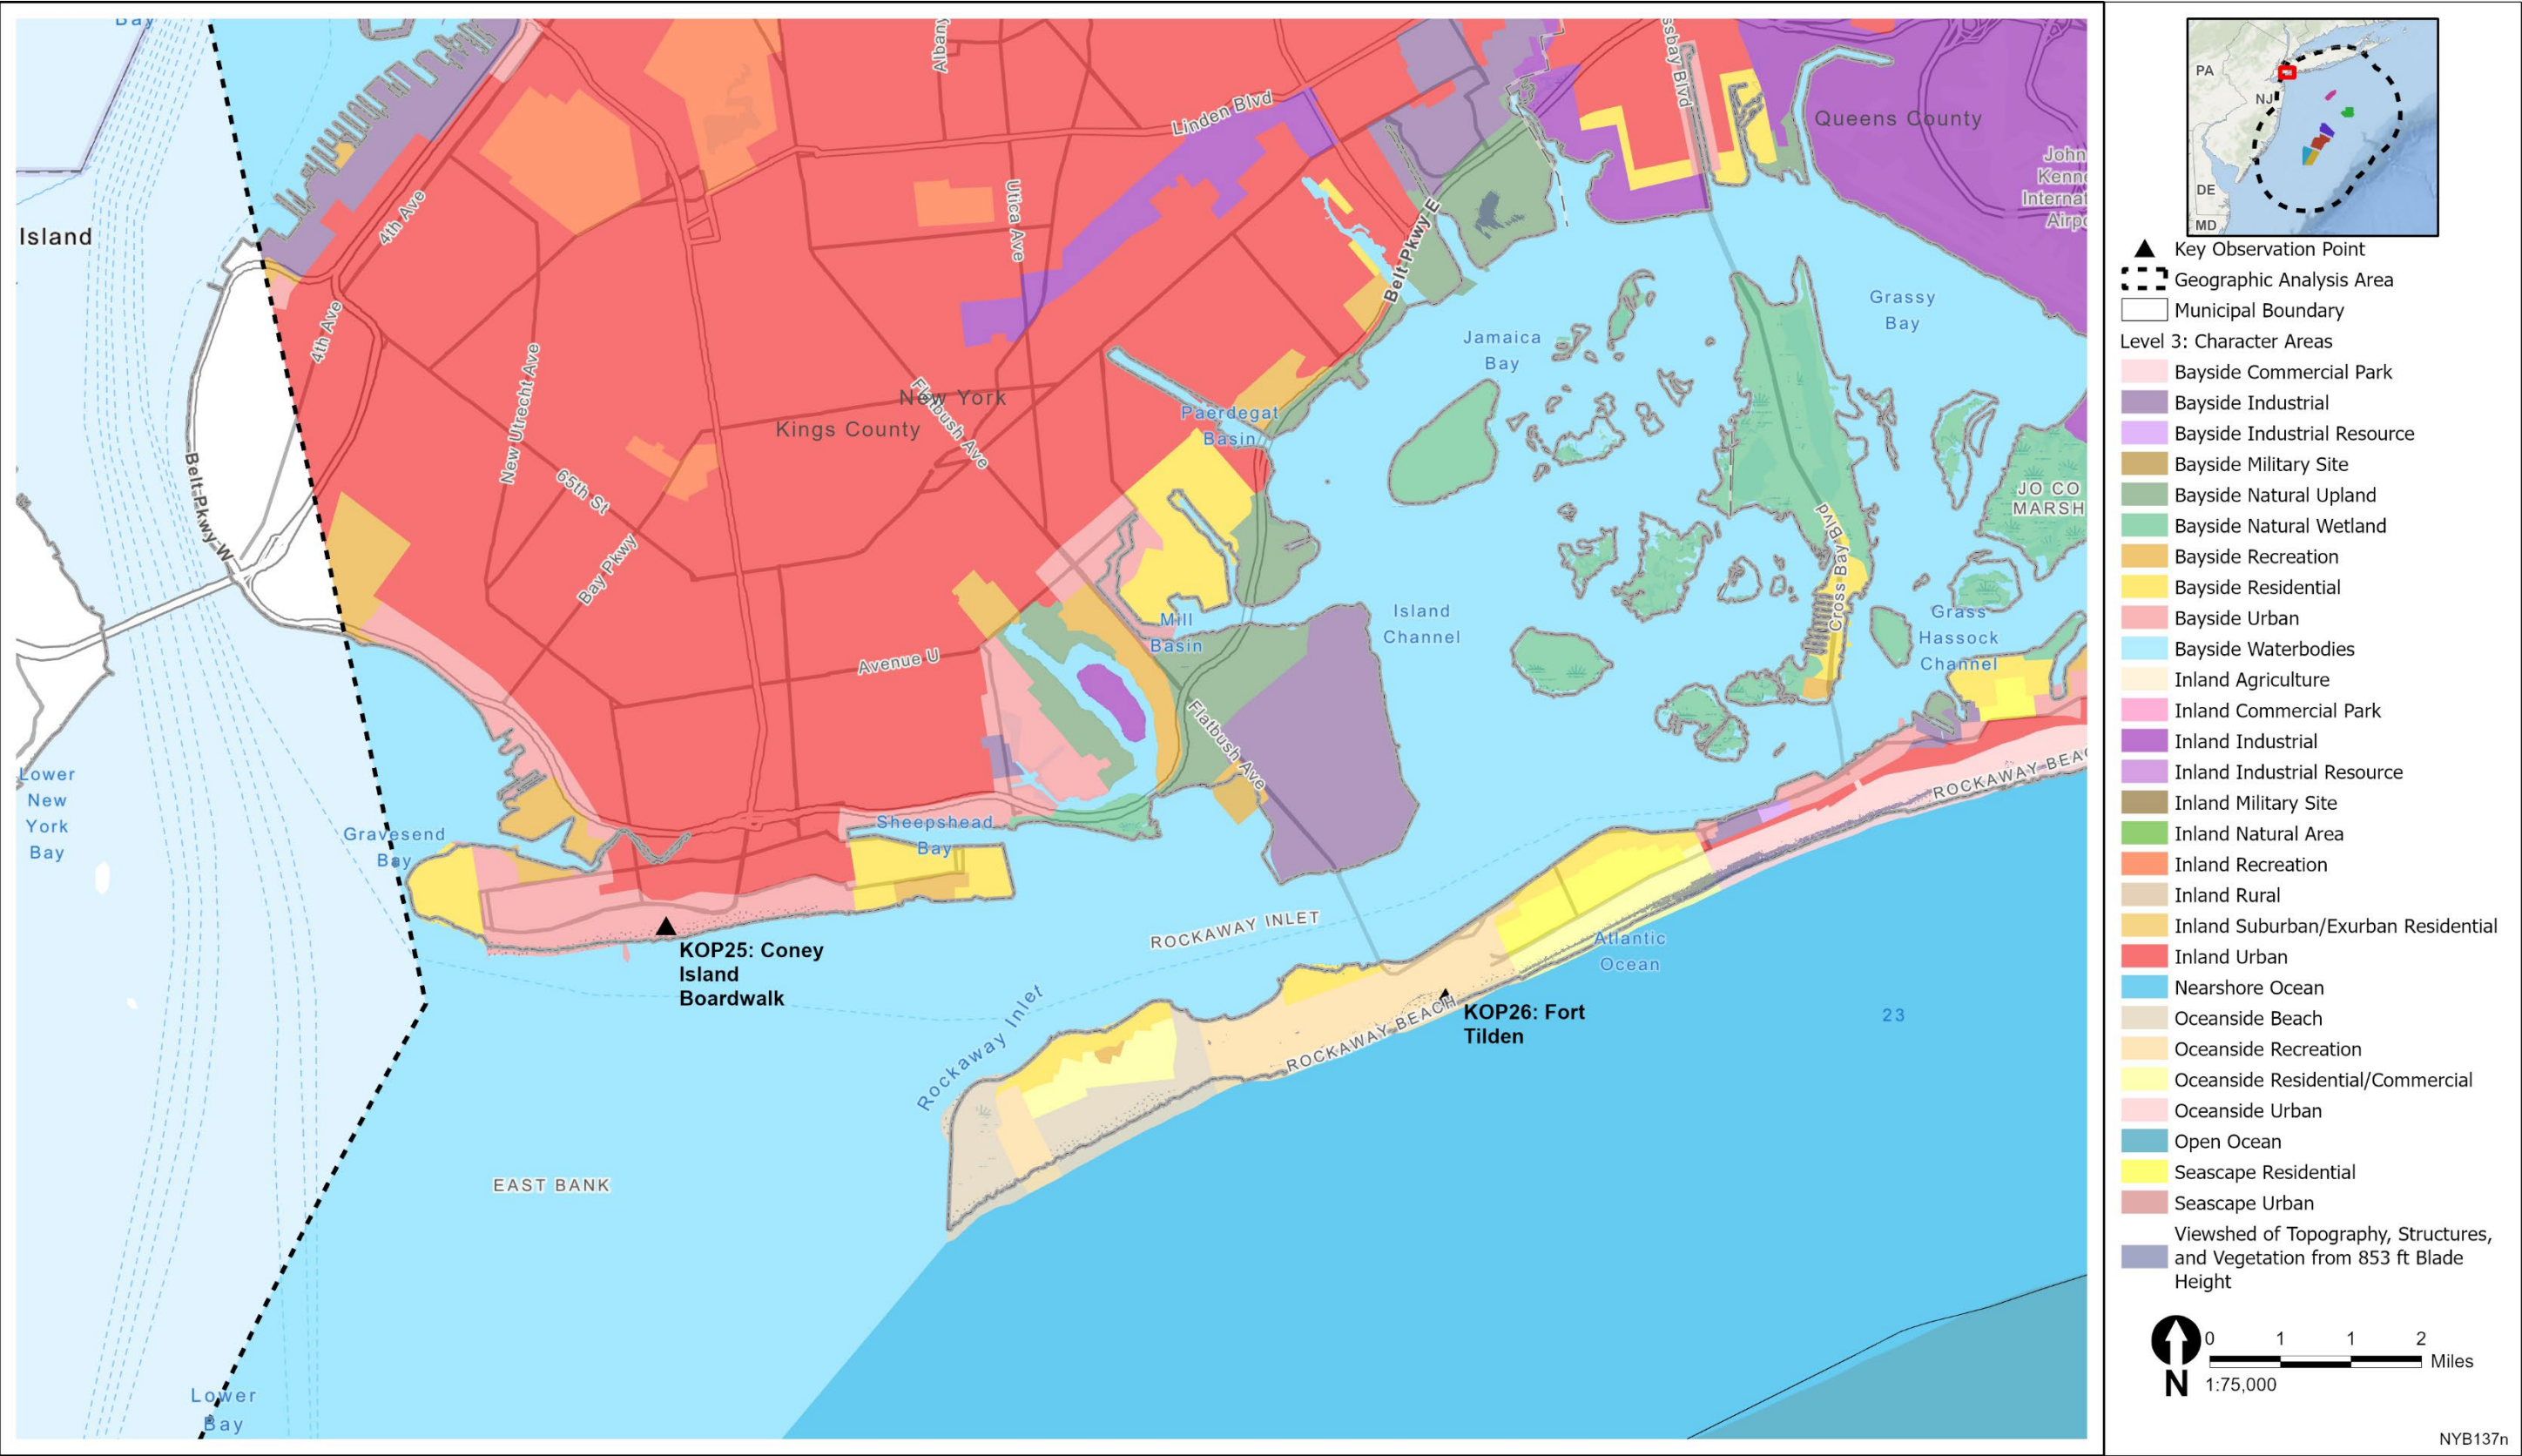 Bay
Island
Albany
Linden Blvd
ssbay Blvd
Queens County
John
Kenne
Internat
Airpo
4th Ave
4th Ave
Utica Ave
Belt Pkwy E
Belt Pkwy W
New Utrecht Ave
65th St
Bay Pkwy
New York
Kings County
Flatbush Ave
Paerdegat
Basin
Jamaica
Bay
Grassy
Bay
JO CO
MARSH
Cross Bay Blvd
Grass
Hassock
Channel
Island
Channel
Mill
Basin
Avenue U
Flatbush Ave
Lower
New
York
Bay
Gravesend
Bay
Sheepshead
Bay
ROCKAWAY BEAC
ROCKAWAY INLET
Atlantic
Ocean
KOP25: Coney
Island
Boardwalk
Rockaway Inlet
ROCKAWAY BEACH
KOP26: Fort
Tilden
23
EAST BANK
Lower
Bay
PA
NJ
DE
MD
Key Observation Point
Geographic Analysis Area
Municipal Boundary
Level 3: Character Areas
Bayside Commercial Park
Bayside Industrial
Bayside Industrial Resource
Bayside Military Site
Bayside Natural Upland
Bayside Natural Wetland
Bayside Recreation
Bayside Residential
Bayside Urban
Bayside Waterbodies
Inland Agriculture
Inland Commercial Park
Inland Industrial
Inland Industrial Resource
Inland Military Site
Inland Natural Area
Inland Recreation
Inland Rural
Inland Suburban/Exurban Residential
Inland Urban
Nearshore Ocean
Oceanside Beach
Oceanside Recreation
Oceanside Residential/Commercial
Oceanside Urban
Open Ocean
Seascape Residential
Seascape Urban
Viewshed of Topography, Structures,
and Vegetation from 853 ft Blade
Height
0 1 1 2
Miles
N
1:75,000
NYB137n